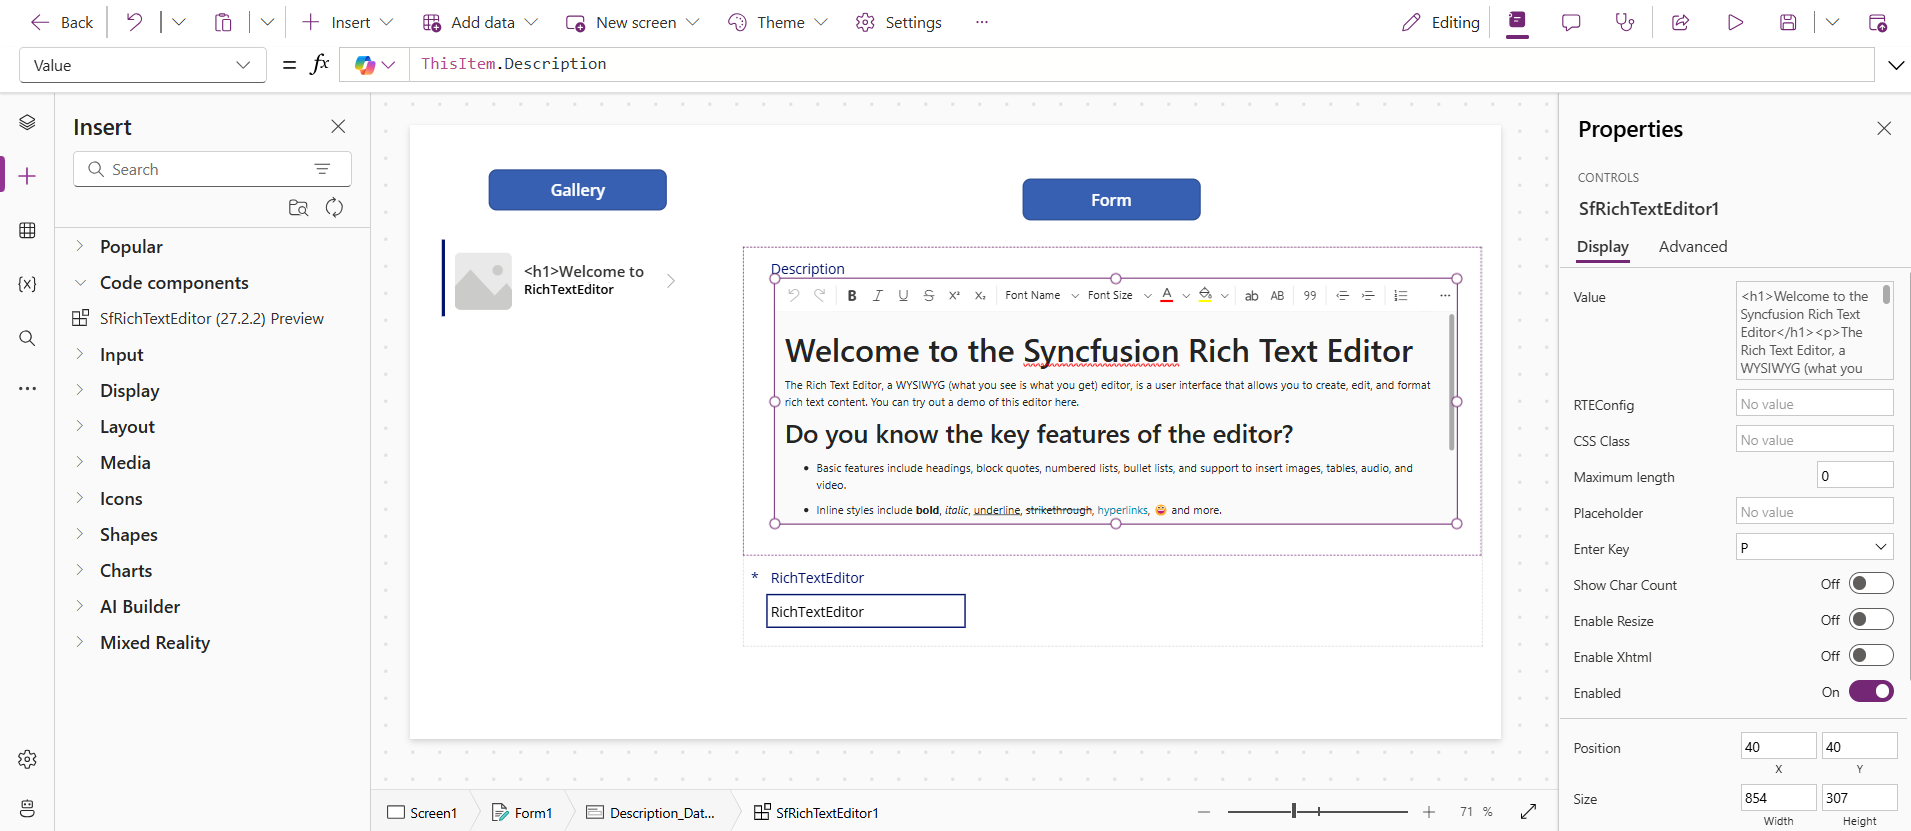 Back
Insert
Add data
New screen
Theme
Settings
...
Editing
Value
= fx
ThisItem.Description
Insert
Search
Popular
Code components
SfRichTextEditor (27.2.2) Preview
Input
Display
Layout
Media
Icons
Shapes
Charts
AI Builder
Mixed Reality
Gallery
<h1>Welcome to
RichTextEditor
Form
Description
B I U S X² X₂ Font Name Font Size A ab AB 99 ...
Welcome to the Syncfusion Rich Text Editor
The Rich Text Editor, a WYSIWYG (what you see is what you get) editor, is a user interface that allows you to create, edit, and format
rich text content. You can try out a demo of this editor here.
Do you know the key features of the editor?
• Basic features include headings, block quotes, numbered lists, bullet lists, and support to insert images, tables, audio, and
video.
• Inline styles include bold, italic, underline, strikethrough, hyperlinks, 😀 and more.
* RichTextEditor
RichTextEditor
Properties
CONTROLS
SfRichTextEditor1
Display Advanced
Value
<h1>Welcome to the
Syncfusion Rich Text
Editor</h1><p>The
Rich Text Editor, a
WYSIWYG (what you
RTEConfig No value
CSS Class No value
Maximum length 0
Placeholder No value
Enter Key P
Show Char Count Off
Enable Resize Off
Enable Xhtml Off
Enabled On
Position 40 40
X Y
Size 854 307
Width Height
Screen1
Form1
Description_Dat...
SfRichTextEditor1
71 %